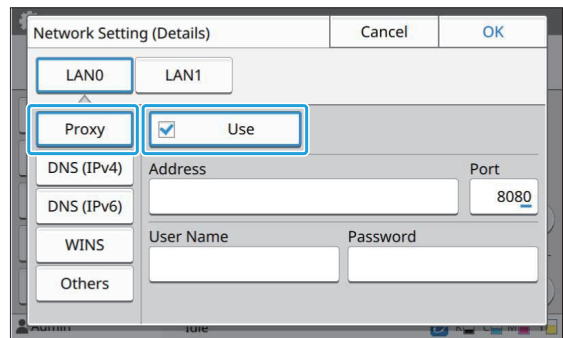 Network Setting (Details) Cancel OK
LAN0 LAN1
Proxy Use
DNS (IPv4) Address Port
DNS (IPv6) 8080
WINS User Name Password
Others
Admin Idle